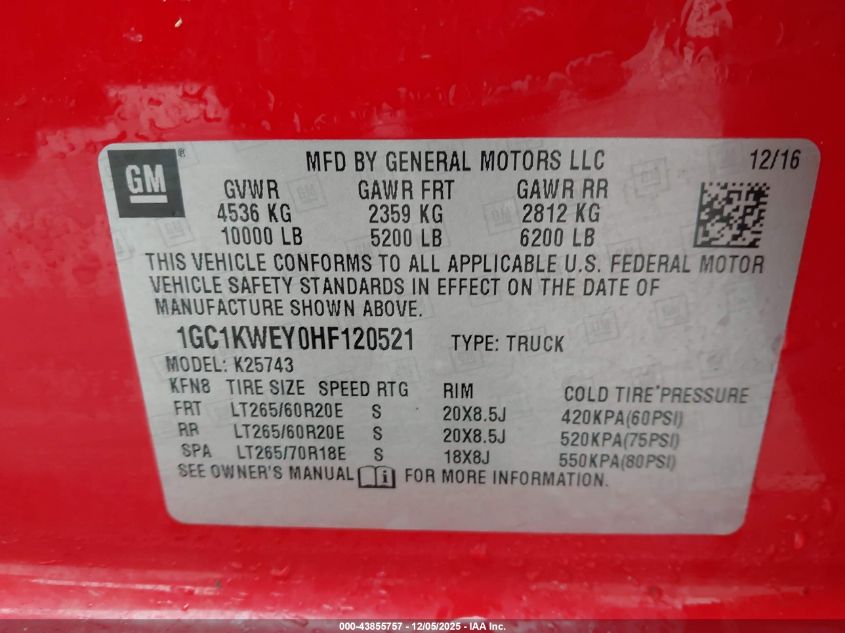 GM ® MFD BY GENERAL MOTORS LLC 12/16
GVWR GAWR FRT GAWR RR
4536 KG 2359 KG 2812 KG
10000 LB 5200 LB 6200 LB
THIS VEHICLE CONFORMS TO ALL APPLICABLE U.S. FEDERAL MOTOR
VEHICLE SAFETY STANDARDS IN EFFECT ON THE DATE OF
MANUFACTURE SHOWN ABOVE.
1GC1KWEY0HF120521 TYPE: TRUCK
MODEL: K25743
KFN8 TIRE SIZE SPEED RTG RIM COLD TIRE PRESSURE
FRT LT265/60R20E S 20X8.5J 420KPA(60PSI)
RR LT265/60R20E S 20X8.5J 520KPA(75PSI)
SPA LT265/70R18E S 18X8J 550KPA(80PSI)
SEE OWNER'S MANUAL i FOR MORE INFORMATION.
000-43855757 - 12/05/2025 - IAA Inc.